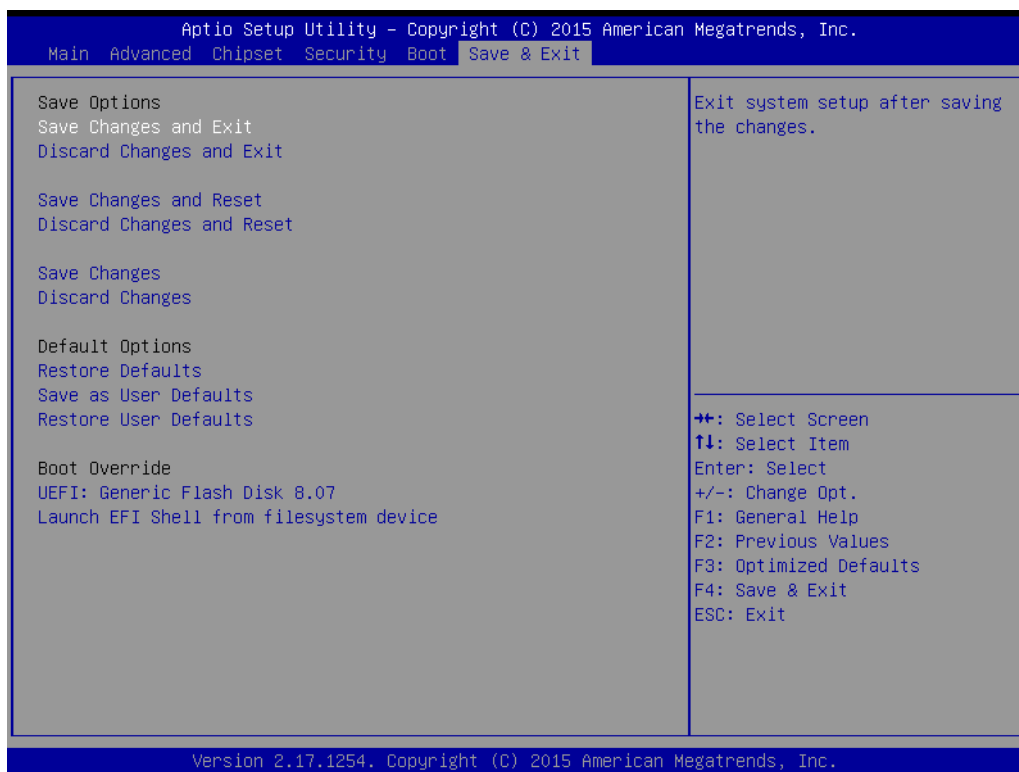 Aptio Setup Utility – Copyright (C) 2015 American Megatrends, Inc.
Main Advanced Chipset Security Boot Save & Exit
Save Options
Save Changes and Exit
Discard Changes and Exit
Save Changes and Reset
Discard Changes and Reset
Save Changes
Discard Changes
Default Options
Restore Defaults
Save as User Defaults
Restore User Defaults
Boot Override
UEFI: Generic Flash Disk 8.07
Launch EFI Shell from filesystem device
Exit system setup after saving
the changes.
→←: Select Screen
↑↓: Select Item
Enter: Select
+/-: Change Opt.
F1: General Help
F2: Previous Values
F3: Optimized Defaults
F4: Save & Exit
ESC: Exit
Version 2.17.1254. Copyright (C) 2015 American Megatrends, Inc.